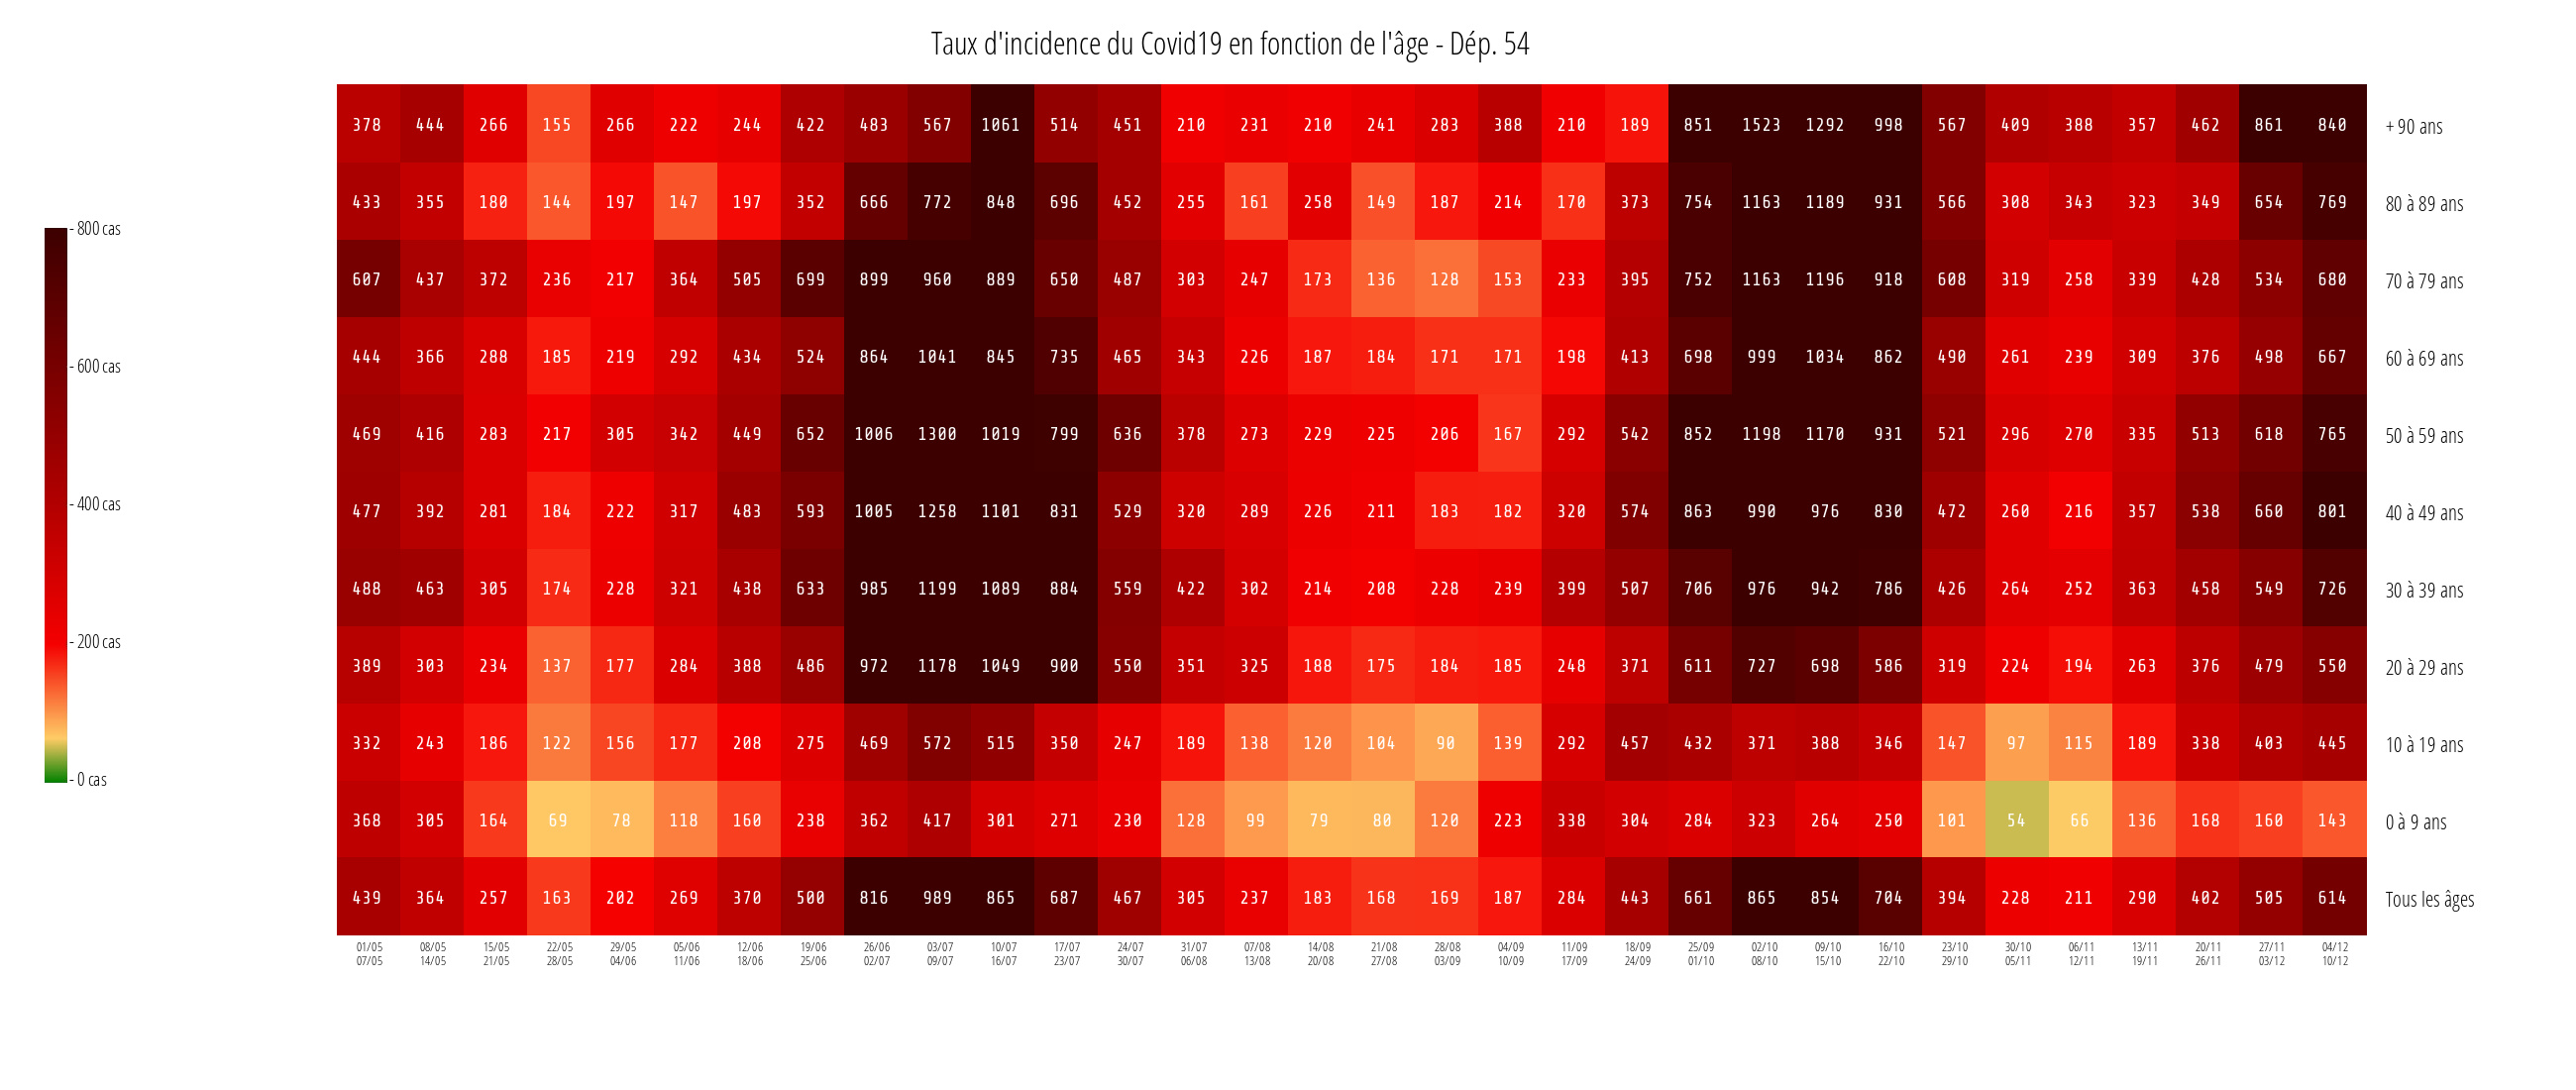 Taux d'incidence du Covid19 en fonction de l'âge - Dép. 54
378 444 266 155 266 222 244 422 483 567 1061 514 451 210 231 210 241 283 388 210 189 851 1523 1292 998 567 409 388 357 462 861 840 + 90 ans
433 355 180 144 197 147 197 352 666 772 848 696 452 255 161 258 149 187 214 170 373 754 1163 1189 931 566 308 343 323 349 654 769 80 à 89 ans
- 800 cas
607 437 372 236 217 364 505 699 899 960 889 650 487 303 247 173 136 128 153 233 395 752 1163 1196 918 608 319 258 339 428 534 680 70 à 79 ans
444 366 288 185 219 292 434 524 864 1041 845 735 465 343 226 187 184 171 171 198 413 698 999 1034 862 490 261 239 309 376 498 667 60 à 69 ans
- 600 cas
469 416 283 217 305 342 449 652 1006 1300 1019 799 636 378 273 229 225 206 167 292 542 852 1198 1170 931 521 296 270 335 513 618 765 50 à 59 ans
- 400 cas
477 392 281 184 222 317 483 593 1005 1258 1101 831 529 320 289 226 211 183 182 320 574 863 990 976 830 472 260 216 357 538 660 801 40 à 49 ans
488 463 305 174 228 321 438 633 985 1199 1089 884 559 422 302 214 208 228 239 399 507 706 976 942 786 426 264 252 363 458 549 726 30 à 39 ans
- 200 cas
389 303 234 137 177 284 388 486 972 1178 1049 900 550 351 325 188 175 184 185 248 371 611 727 698 586 319 224 194 263 376 479 550 20 à 29 ans
332 243 186 122 156 177 208 275 469 572 515 350 247 189 138 120 104 90 139 292 457 432 371 388 346 147 97 115 189 338 403 445 10 à 19 ans
- 0 cas
368 305 164 69 78 118 160 238 362 417 301 271 230 128 99 79 80 120 223 338 304 284 323 264 250 101 54 66 136 168 160 143 0 à 9 ans
439 364 257 163 202 269 370 500 816 989 865 687 467 305 237 183 168 169 187 284 443 661 865 854 704 394 228 211 290 402 505 614 Tous les âges
01/05 08/05 15/05 22/05 29/05 05/06 12/06 19/06 26/06 03/07 10/07 17/07 24/07 31/07 07/08 14/08 21/08 28/08 04/09 11/09 18/09 25/09 02/10 09/10 16/10 23/10 30/10 06/11 13/11 20/11 27/11 04/12
07/05 14/05 21/05 28/05 04/06 11/06 18/06 25/06 02/07 09/07 16/07 23/07 30/07 06/08 13/08 20/08 27/08 03/09 10/09 17/09 24/09 01/10 08/10 15/10 22/10 29/10 05/11 12/11 19/11 26/11 03/12 10/12